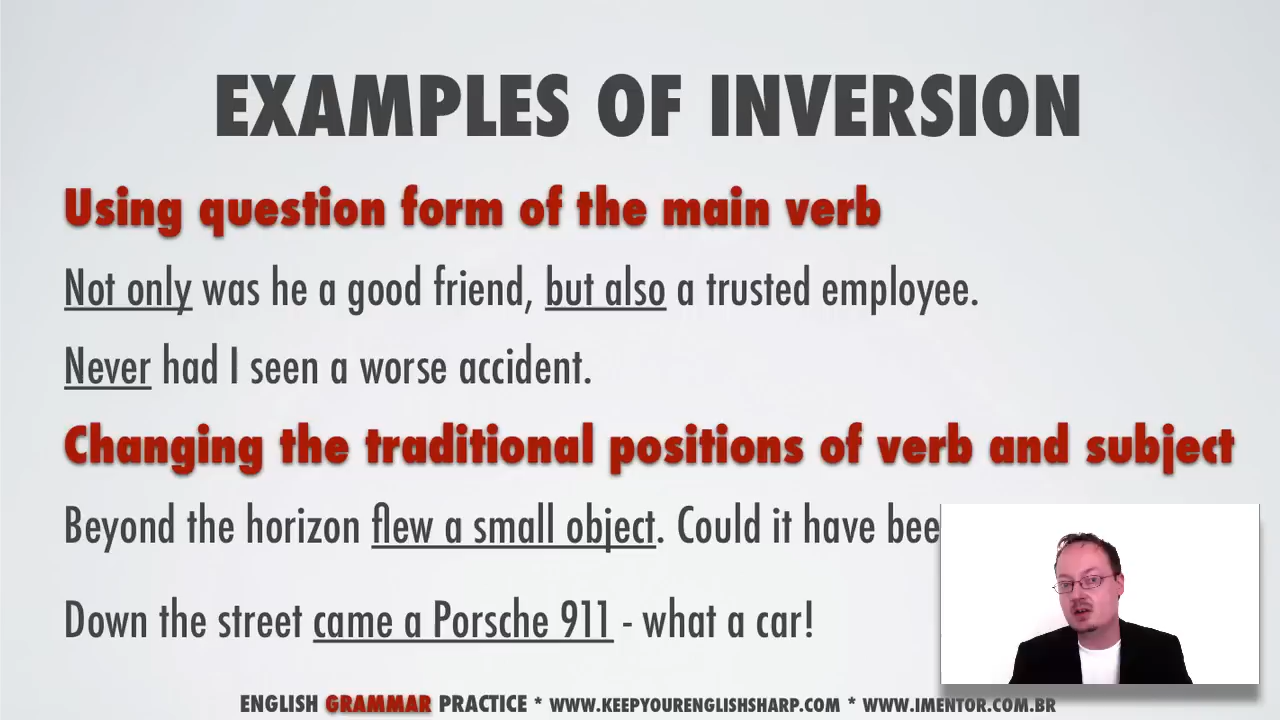 EXAMPLES OF INVERSION
Using question form of the main verb
Not only was he a good friend, but also a trusted employee.
Never had I seen a worse accident.
Changing the traditional positions of verb and subject
Beyond the horizon flew a small object. Could it have bee
Down the street came a Porsche 911 - what a car!
ENGLISH GRAMMAR PRACTICE * WWW.KEEPYOURENGLISHSHARP.COM * WWW.IMENTOR.COM.BR